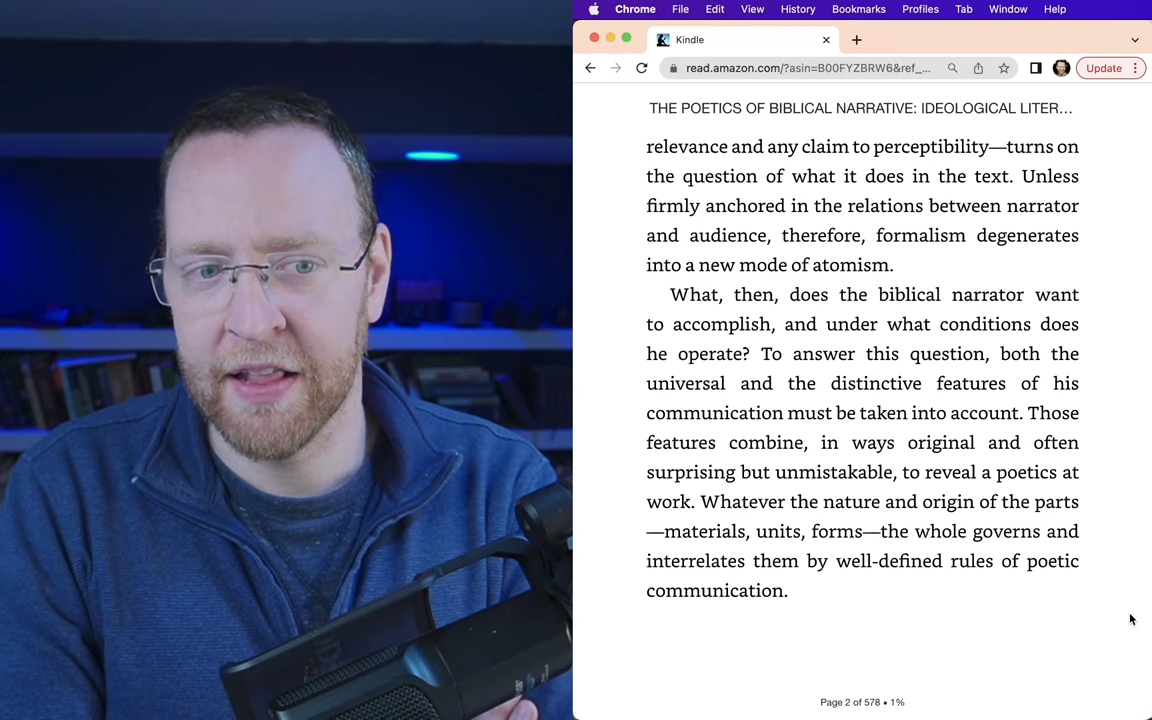 Chrome File Edit View History Bookmarks Profiles Tab Window Help
Kindle
read.amazon.com/?asin=B00FYZBRW6&ref_...
Update
THE POETICS OF BIBLICAL NARRATIVE: IDEOLOGICAL LITER...
relevance and any claim to perceptibility—turns on
the question of what it does in the text. Unless
firmly anchored in the relations between narrator
and audience, therefore, formalism degenerates
into a new mode of atomism.
What, then, does the biblical narrator want
to accomplish, and under what conditions does
he operate? To answer this question, both the
universal and the distinctive features of his
communication must be taken into account. Those
features combine, in ways original and often
surprising but unmistakable, to reveal a poetics at
work. Whatever the nature and origin of the parts
—materials, units, forms—the whole governs and
interrelates them by well-defined rules of poetic
communication.
Page 2 of 578 • 1%